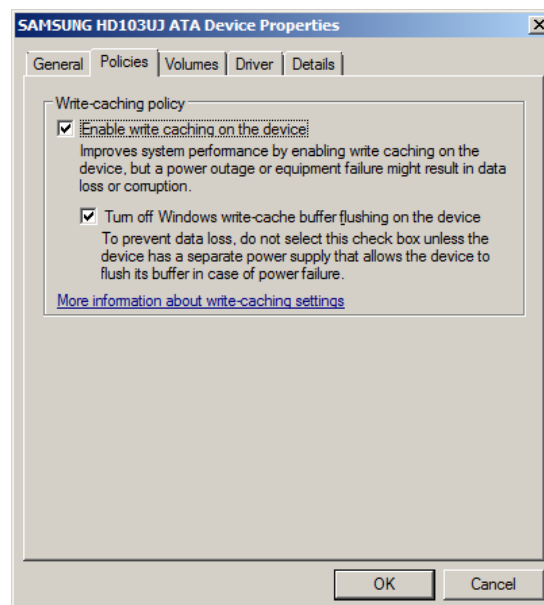 SAMSUNG HD103UJ ATA Device Properties
General Policies Volumes Driver Details
Write-caching policy
Enable write caching on the device
Improves system performance by enabling write caching on the
device, but a power outage or equipment failure might result in data
loss or corruption.
Turn off Windows write-cache buffer flushing on the device
To prevent data loss, do not select this check box unless the
device has a separate power supply that allows the device to
flush its buffer in case of power failure.
More information about write-caching settings
OK Cancel